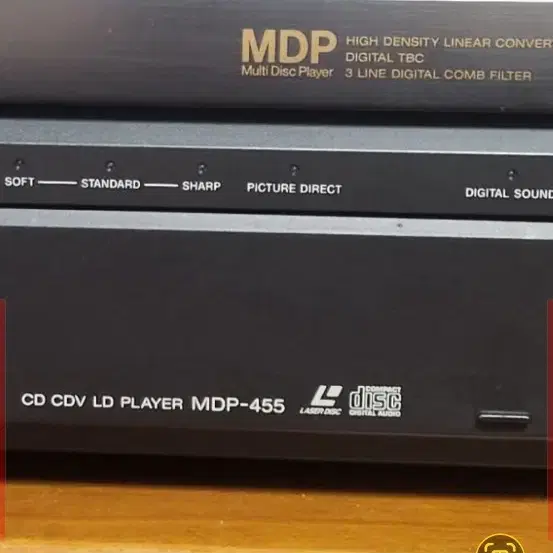 MDP
Multi Disc Player
HIGH DENSITY LINEAR CONVER
DIGITAL TBC
3 LINE DIGITAL COMB FILTER
SOFT STANDARD SHARP PICTURE DIRECT DIGITAL SOUND
CD CDV LD PLAYER MDP-455
LASER DISC
COMPACT
disc
DIGITAL AUDIO